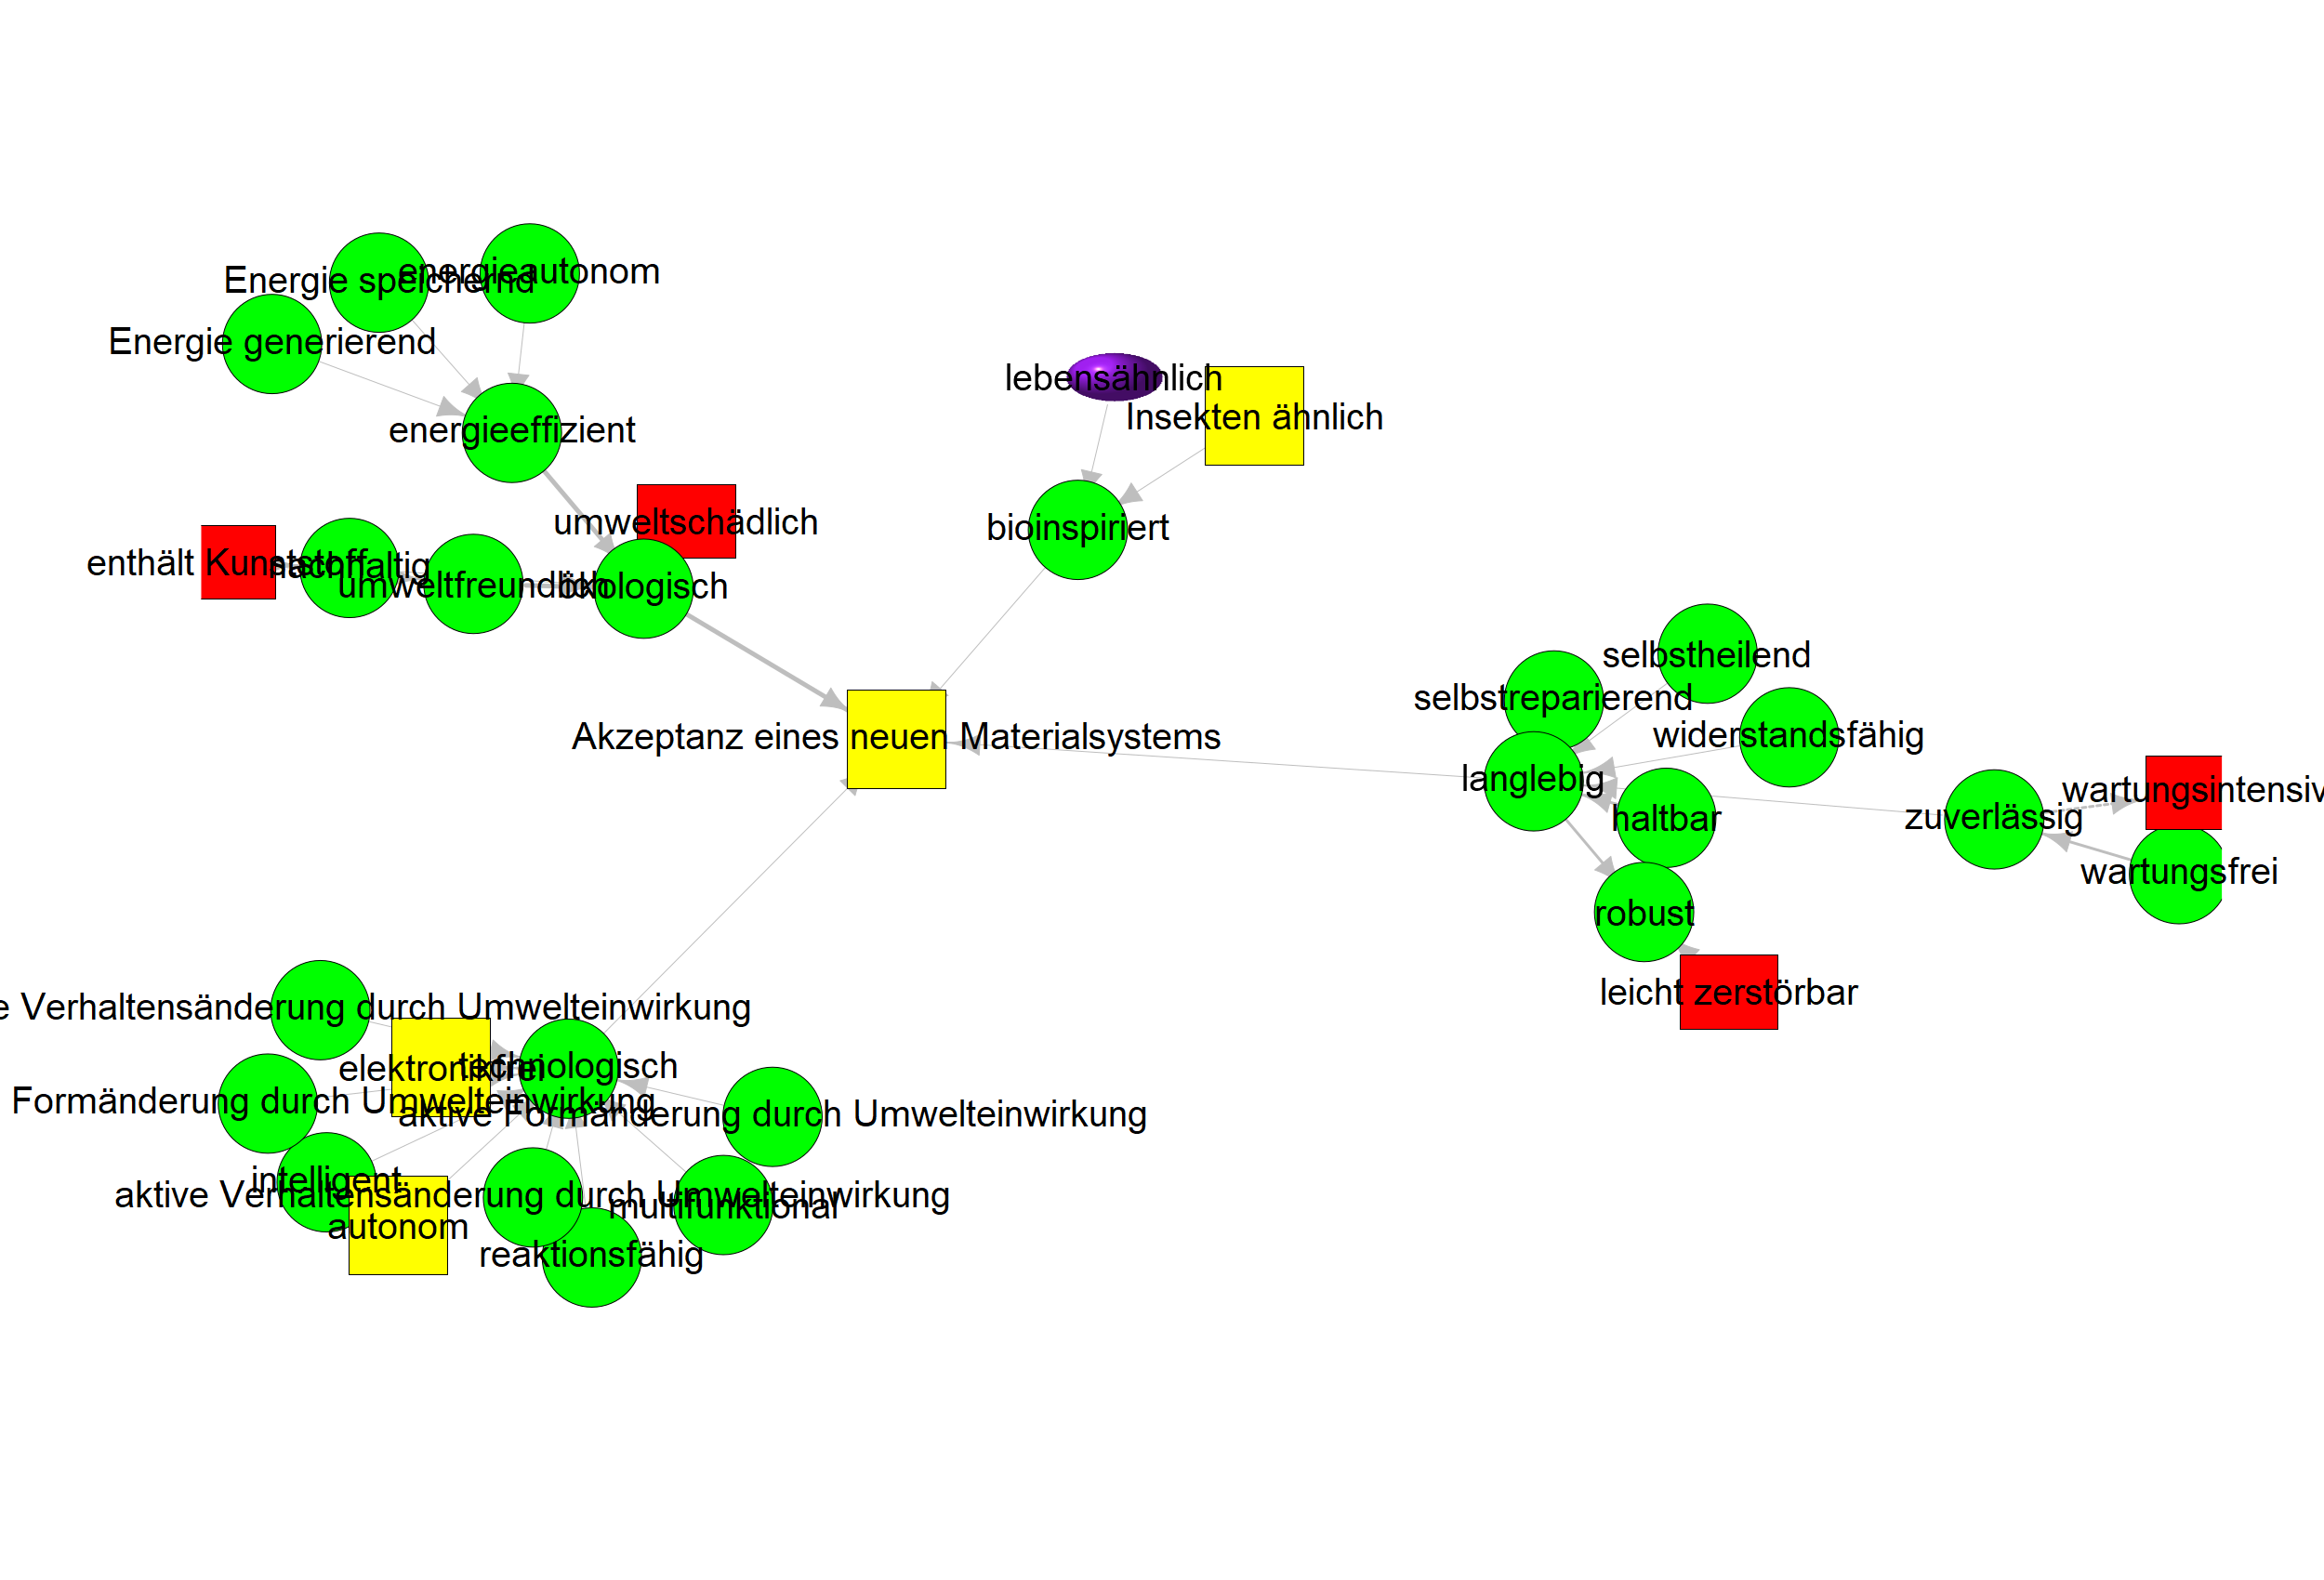 energieautonom
Energie speichernd
Energie generierend
lebensähnlich
Insekten ähnlich
energieeffizient
umweltschädlich
bioinspiriert
enthält Kunststoff
nachhaltig
umweltfreundlich
ökologisch
selbstheilend
selbstreparierend
widerstandsfähig
Akzeptanz eines neuen Materialsystems
langlebig
wartungsintensiv
haltbar
zuverlässig
wartungsfrei
robust
leicht zerstörbar
e Verhaltensänderung durch Umwelteinwirkung
elektronikfrei
technologisch
Formänderung durch Umwelteinwirkung
aktive Formänderung durch Umwelteinwirkung
intelligent
aktive Verhaltensänderung durch Umwelteinwirkung
multifunktional
autonom
reaktionsfähig